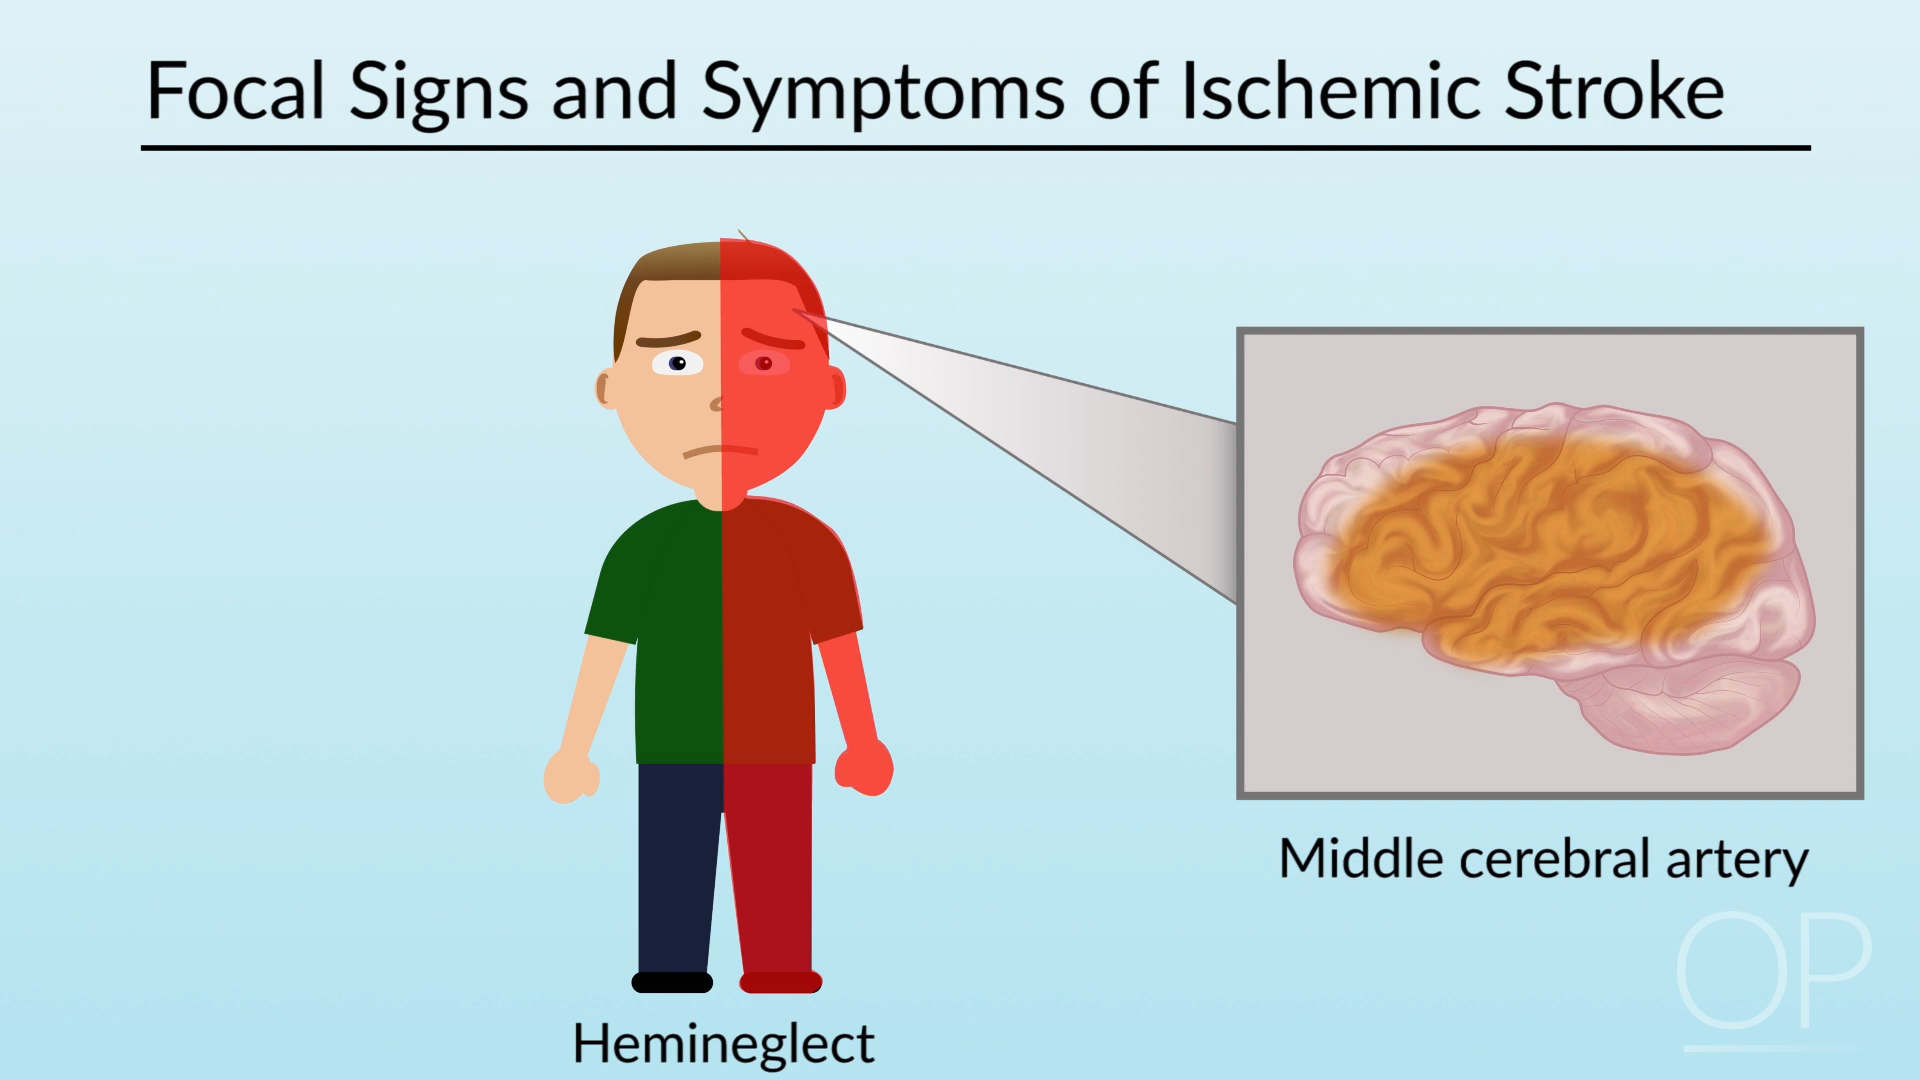 Focal Signs and Symptoms of Ischemic Stroke
Middle cerebral artery
OP
Hemineglect